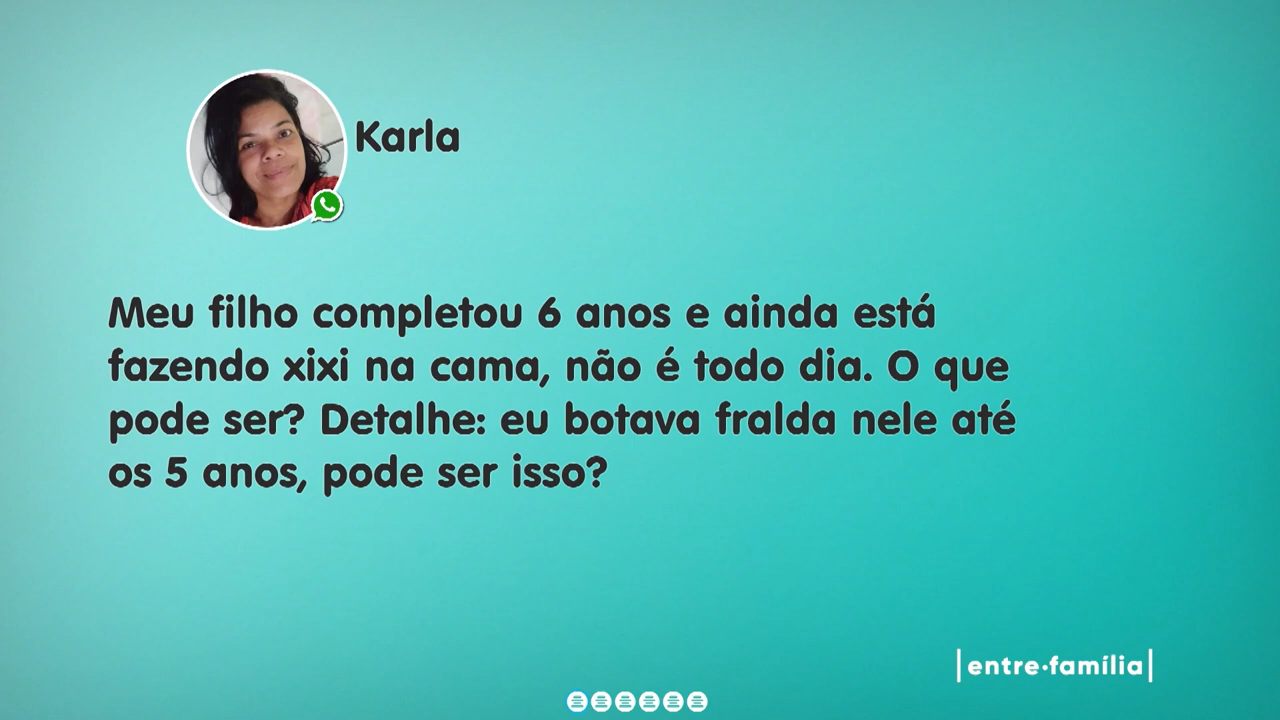 Karla
Meu filho completou 6 anos e ainda está
fazendo xixi na cama, não é todo dia. O que
pode ser? Detalhe: eu botava fralda nele até
os 5 anos, pode ser isso?
|entre·família|